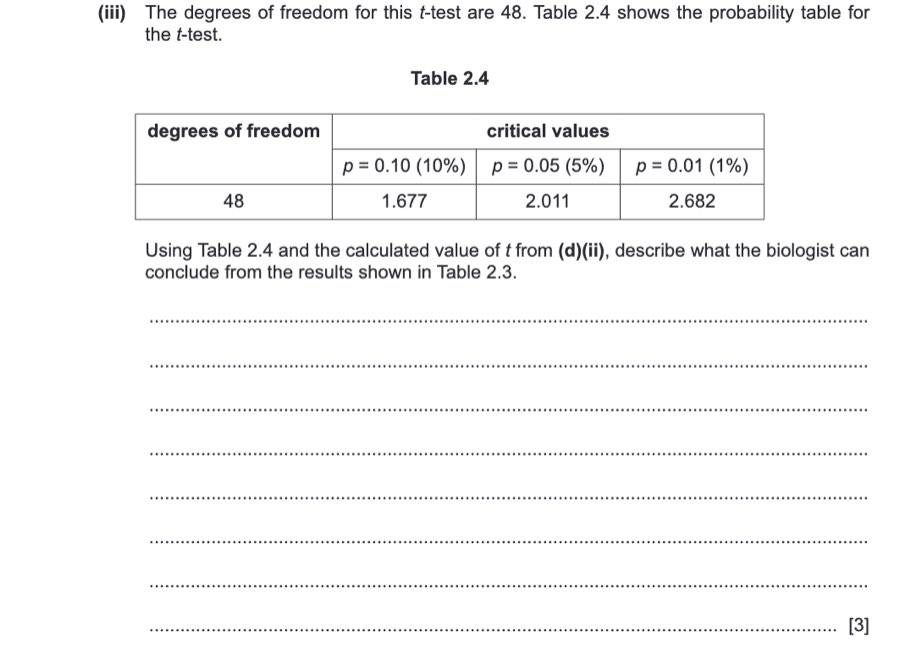 (iii) The degrees of freedom for this t-test are 48. Table 2.4 shows the probability table for
the t-test.
Table 2.4
degrees of freedom critical values
p = 0.10 (10%) p = 0.05 (5%) p = 0.01 (1%)
48 1.677 2.011 2.682
Using Table 2.4 and the calculated value of t from (d)(ii), describe what the biologist can
conclude from the results shown in Table 2.3.
[3]